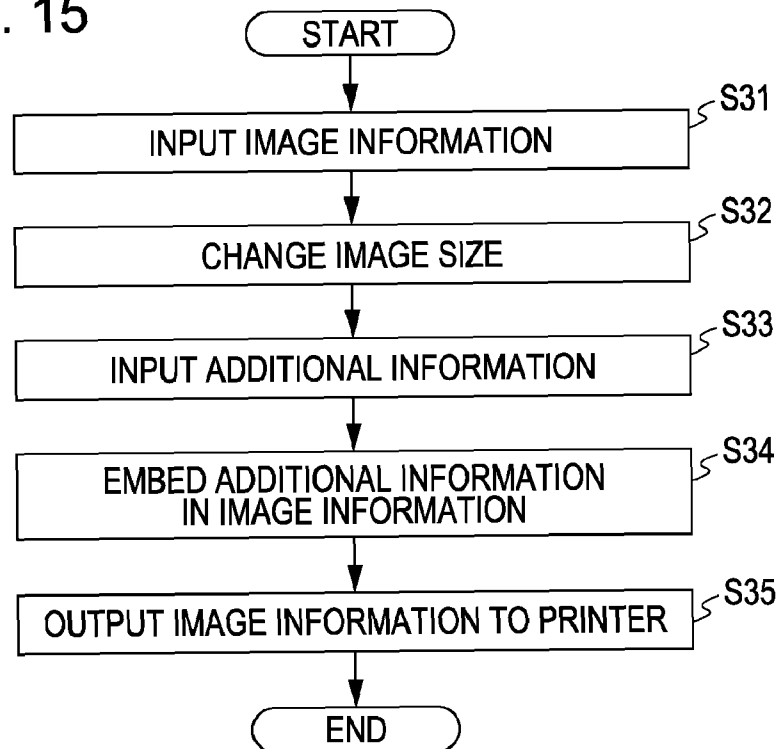 . 15
START
S31
INPUT IMAGE INFORMATION
S32
CHANGE IMAGE SIZE
S33
INPUT ADDITIONAL INFORMATION
S34
EMBED ADDITIONAL INFORMATION
IN IMAGE INFORMATION
S35
OUTPUT IMAGE INFORMATION TO PRINTER
END